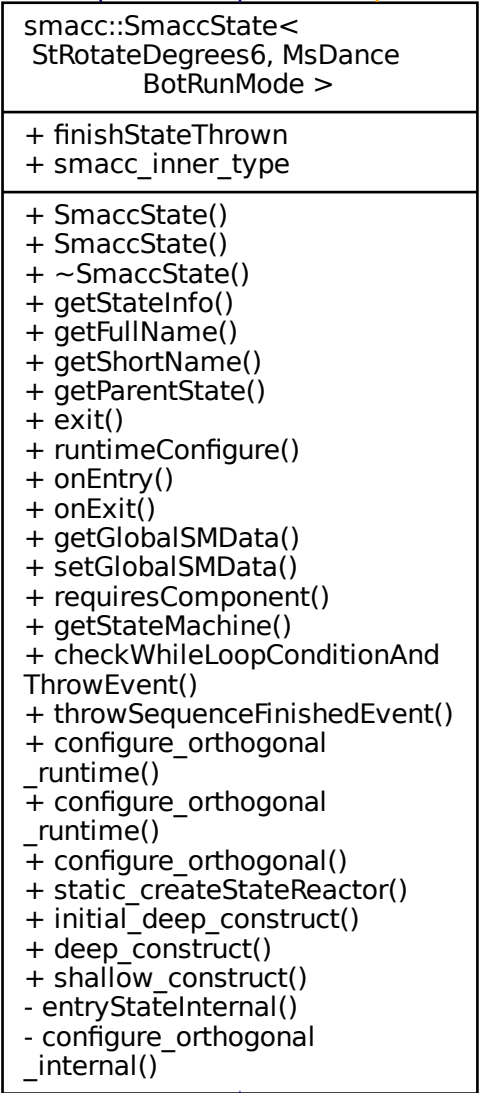 smacc::SmaccState<
StRotateDegrees6, MsDance
BotRunMode >
+ finishStateThrown
+ smacc_inner_type
+ SmaccState()
+ SmaccState()
+ ~SmaccState()
+ getStateInfo()
+ getFullName()
+ getShortName()
+ getParentState()
+ exit()
+ runtimeConfigure()
+ onEntry()
+ onExit()
+ getGlobalSMData()
+ setGlobalSMData()
+ requiresComponent()
+ getStateMachine()
+ checkWhileLoopConditionAnd
ThrowEvent()
+ throwSequenceFinishedEvent()
+ configure_orthogonal
_runtime()
+ configure_orthogonal
_runtime()
+ configure_orthogonal()
+ static_createStateReactor()
+ initial_deep_construct()
+ deep_construct()
+ shallow_construct()
- entryStateInternal()
- configure_orthogonal
_internal()